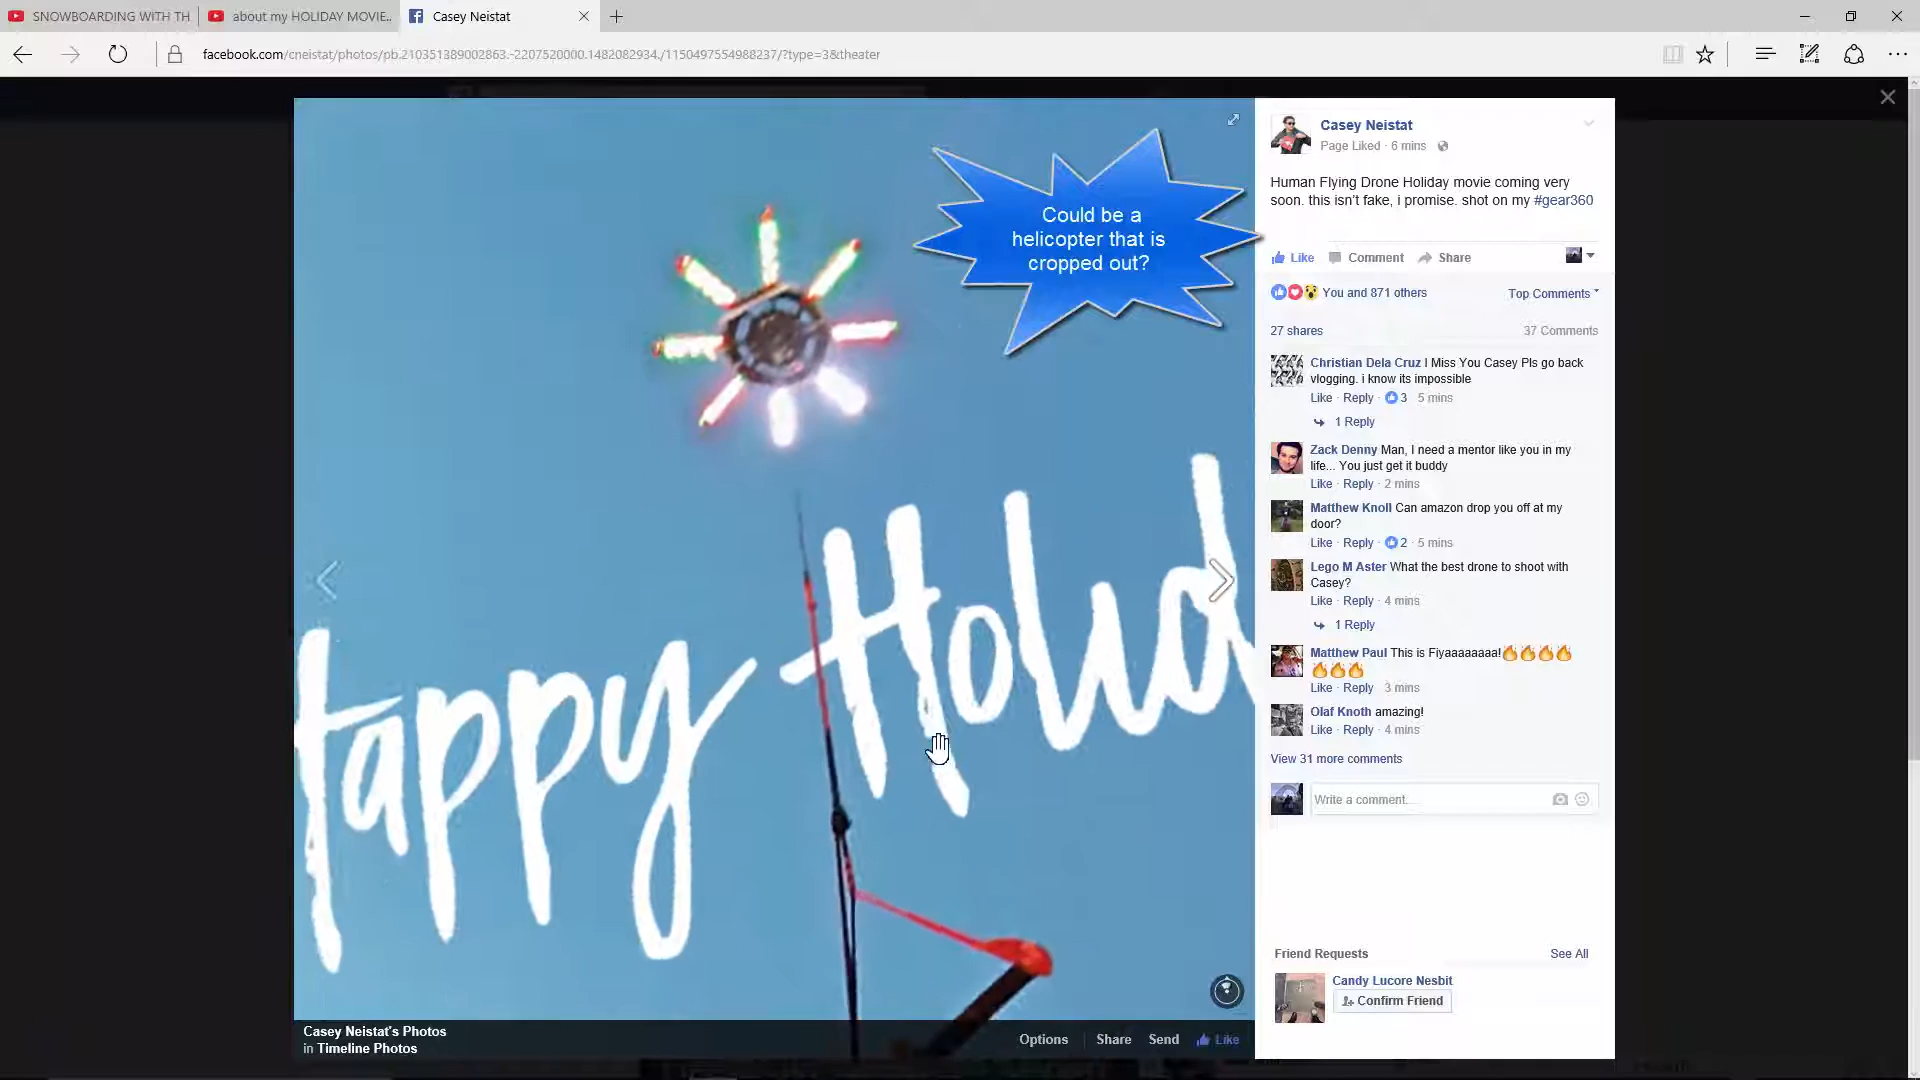 SNOWBOARDING WITH TH
about my HOLIDAY MOVIE..
Casey Neistat
facebook.com/cneistat/photos/pb.210351389002863.-2207520000.1482082934./1150497554988237/?type=3&theater
Could be a
helicopter that is
cropped out?
Happy Holid
Casey Neistat's Photos
in Timeline Photos
Options
Share
Send
Like
Casey Neistat
Page Liked · 6 mins
Human Flying Drone Holiday movie coming very
soon. this isn't fake, i promise. shot on my #gear360
Like Comment Share
You and 871 others
Top Comments
27 shares
37 Comments
Christian Dela Cruz I Miss You Casey Pls go back
vlogging. i know its impossible
Like · Reply · 3 · 5 mins
1 Reply
Zack Denny Man, I need a mentor like you in my
life... You just get it buddy
Like · Reply · 2 mins
Matthew Knoll Can amazon drop you off at my
door?
Like · Reply · 2 · 5 mins
Lego M Aster What the best drone to shoot with
Casey?
Like · Reply · 4 mins
1 Reply
Matthew Paul This is Fiyaaaaaaaa!🔥🔥🔥🔥
🔥🔥🔥
Like · Reply · 3 mins
Olaf Knoth amazing!
Like · Reply · 4 mins
View 31 more comments
Write a comment...
Friend Requests
See All
Candy Lucore Nesbit
Confirm Friend